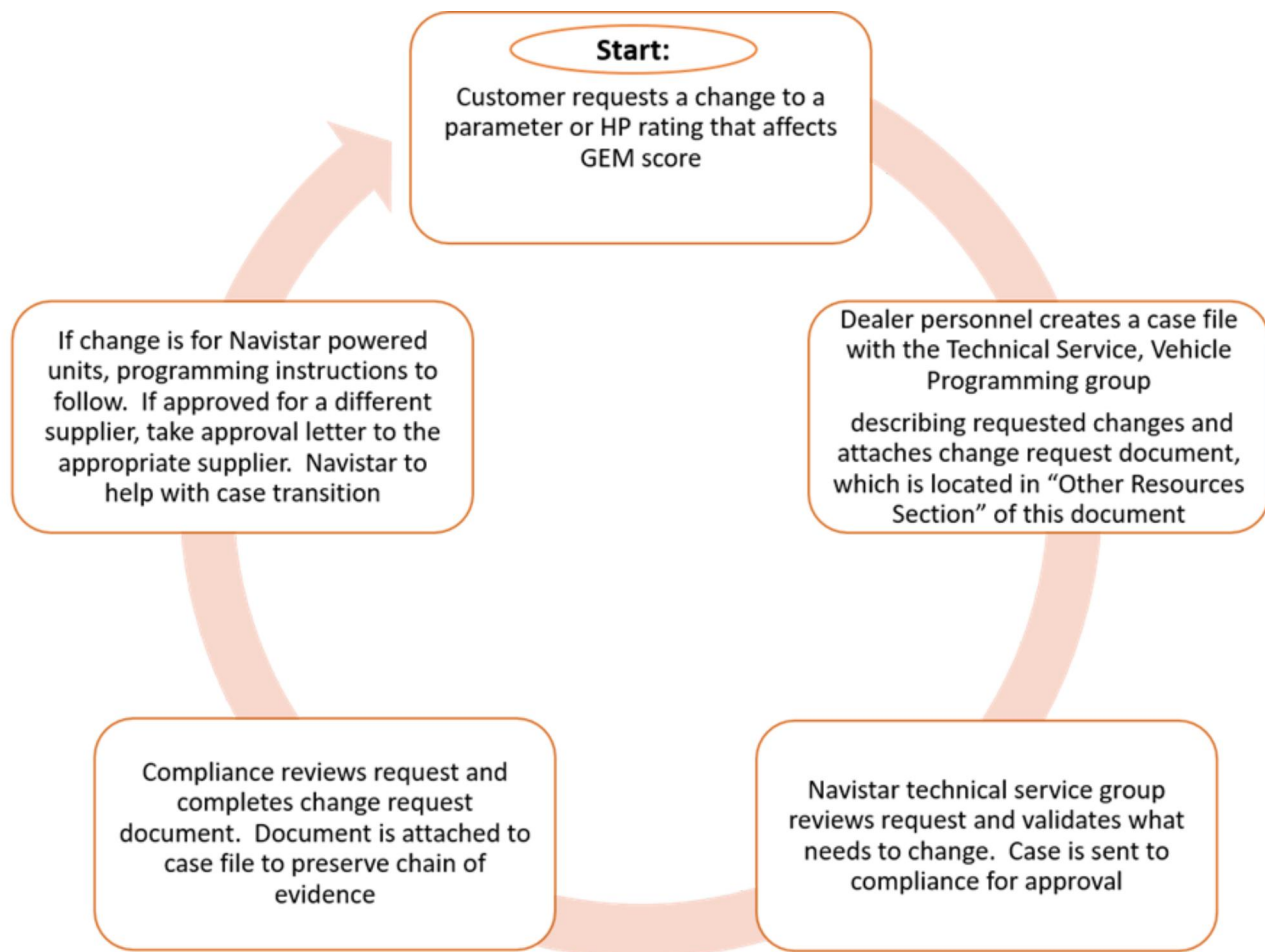 Start:
Customer requests a change to a
parameter or HP rating that affects
GEM score
Dealer personnel creates a case file
with the Technical Service, Vehicle
Programming group
describing requested changes and
attaches change request document,
which is located in “Other Resources
Section” of this document
Navistar technical service group
reviews request and validates what
needs to change.  Case is sent to
compliance for approval
Compliance reviews request and
completes change request
document.  Document is attached to
case file to preserve chain of
evidence
If change is for Navistar powered
units, programming instructions to
follow.  If approved for a different
supplier, take approval letter to the
appropriate supplier.  Navistar to
help with case transition